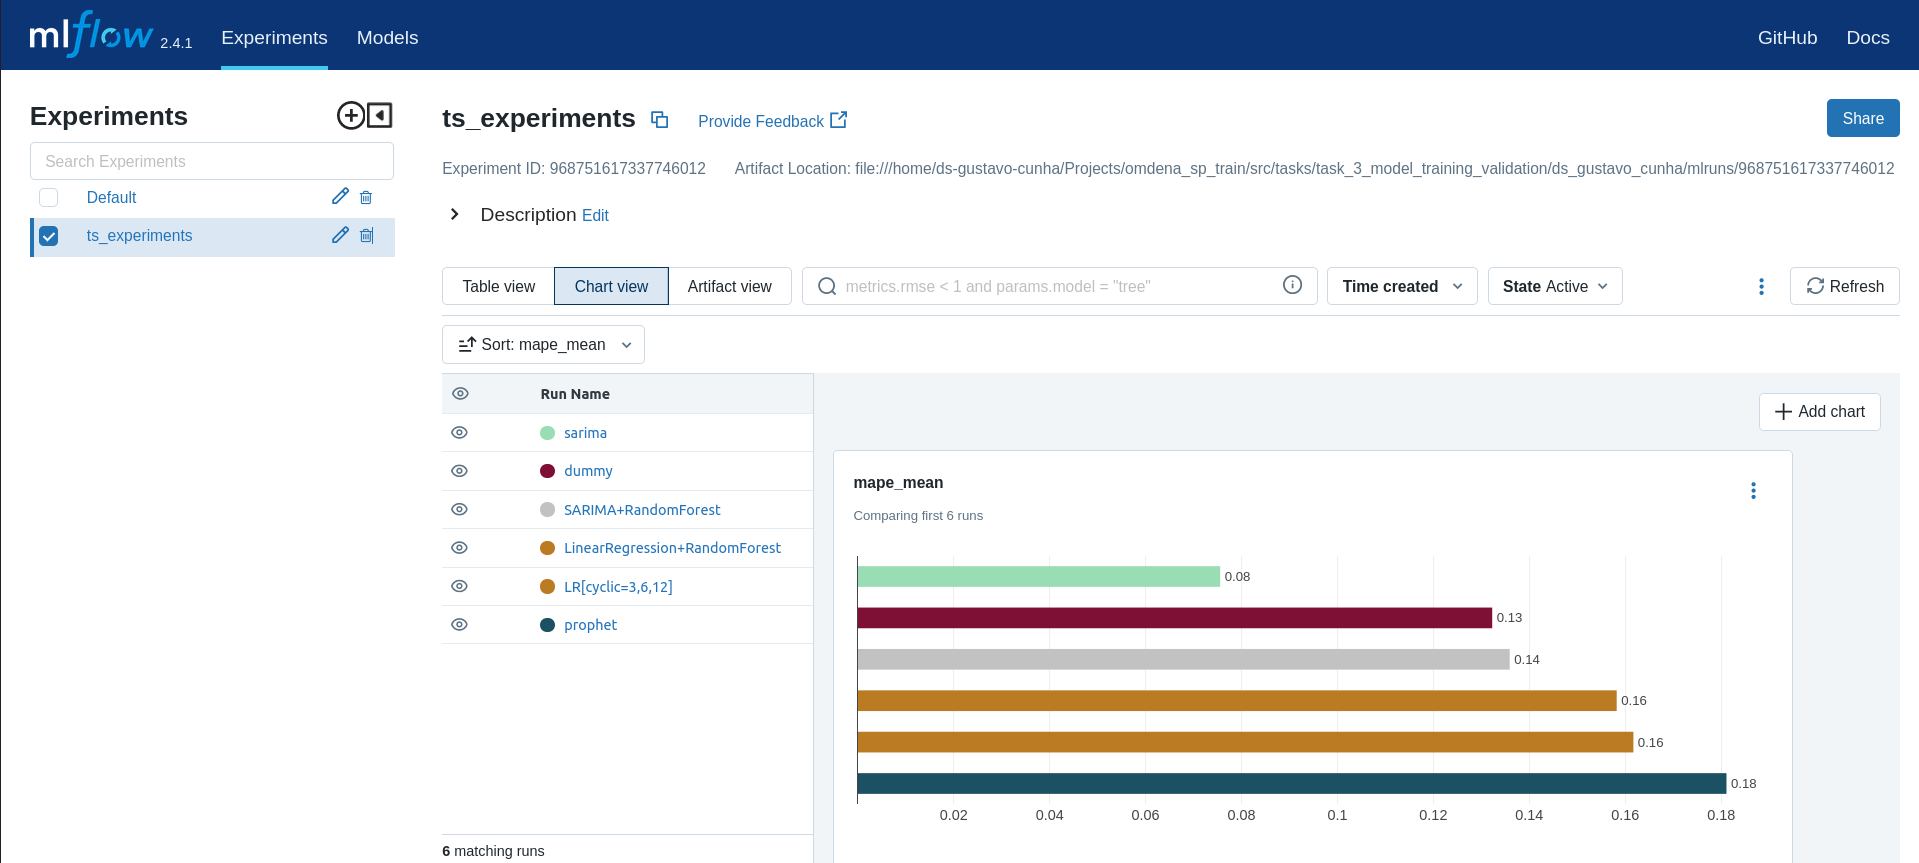 mlflow 2.4.1 Experiments Models GitHub Docs
Experiments
Search Experiments
Default
ts_experiments
ts_experiments Provide Feedback Share
Experiment ID: 968751617337746012 Artifact Location: file:///home/ds-gustavo-cunha/Projects/omdena_sp_train/src/tasks/task_3_model_training_validation/ds_gustavo_cunha/mlruns/968751617337746012
Description Edit
Table view Chart view Artifact view metrics.rmse < 1 and params.model = "tree" Time created State Active Refresh
Sort: mape_mean
Run Name
sarima
dummy
SARIMA+RandomForest
LinearRegression+RandomForest
LR[cyclic=3,6,12]
prophet
6 matching runs
Add chart
mape_mean
Comparing first 6 runs
0.08
0.13
0.14
0.16
0.16
0.18
0.02 0.04 0.06 0.08 0.1 0.12 0.14 0.16 0.18